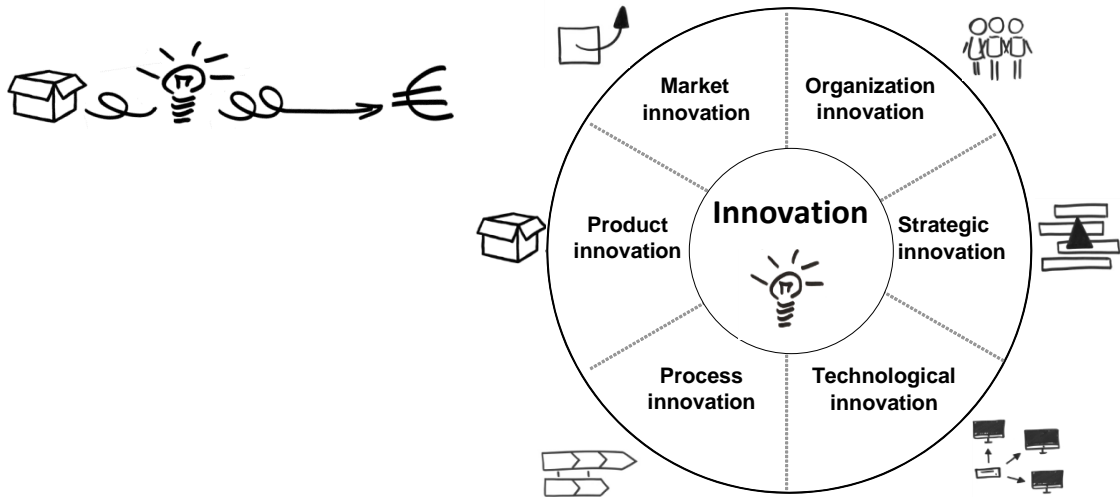 Market
innovation
Organization
innovation
Innovation
Product
innovation
Strategic
innovation
Process
innovation
Technological
innovation
€